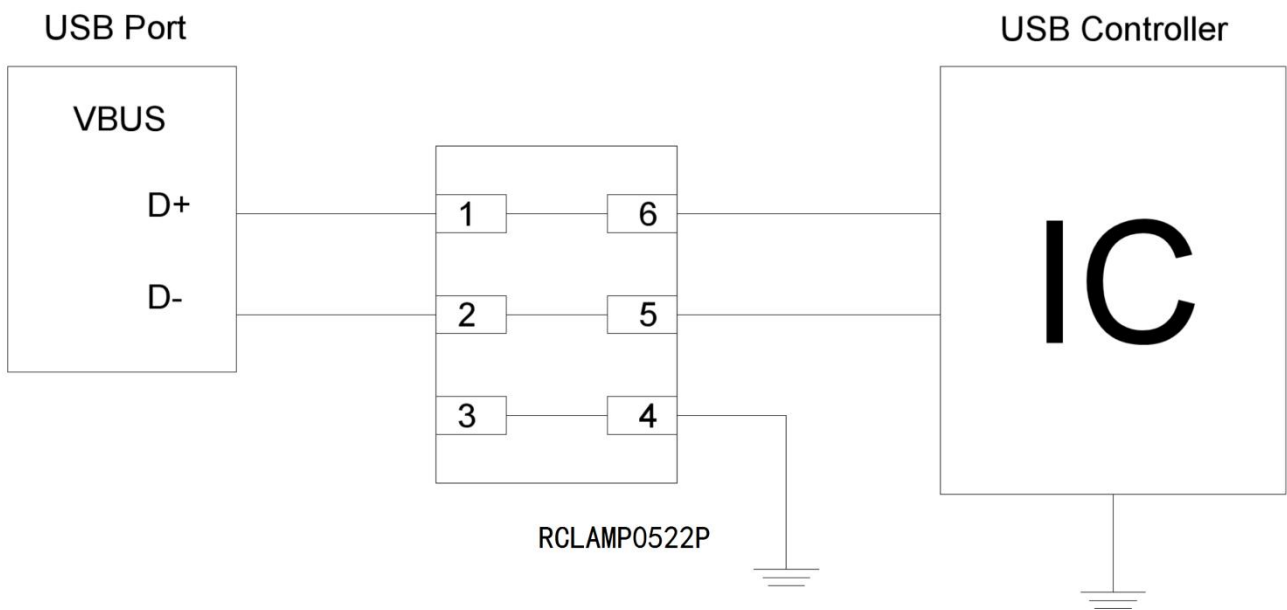 USB Port
USB Controller
VBUS
D+
1
6
D-
2
5
IC
3
4
RCLAMP0522P